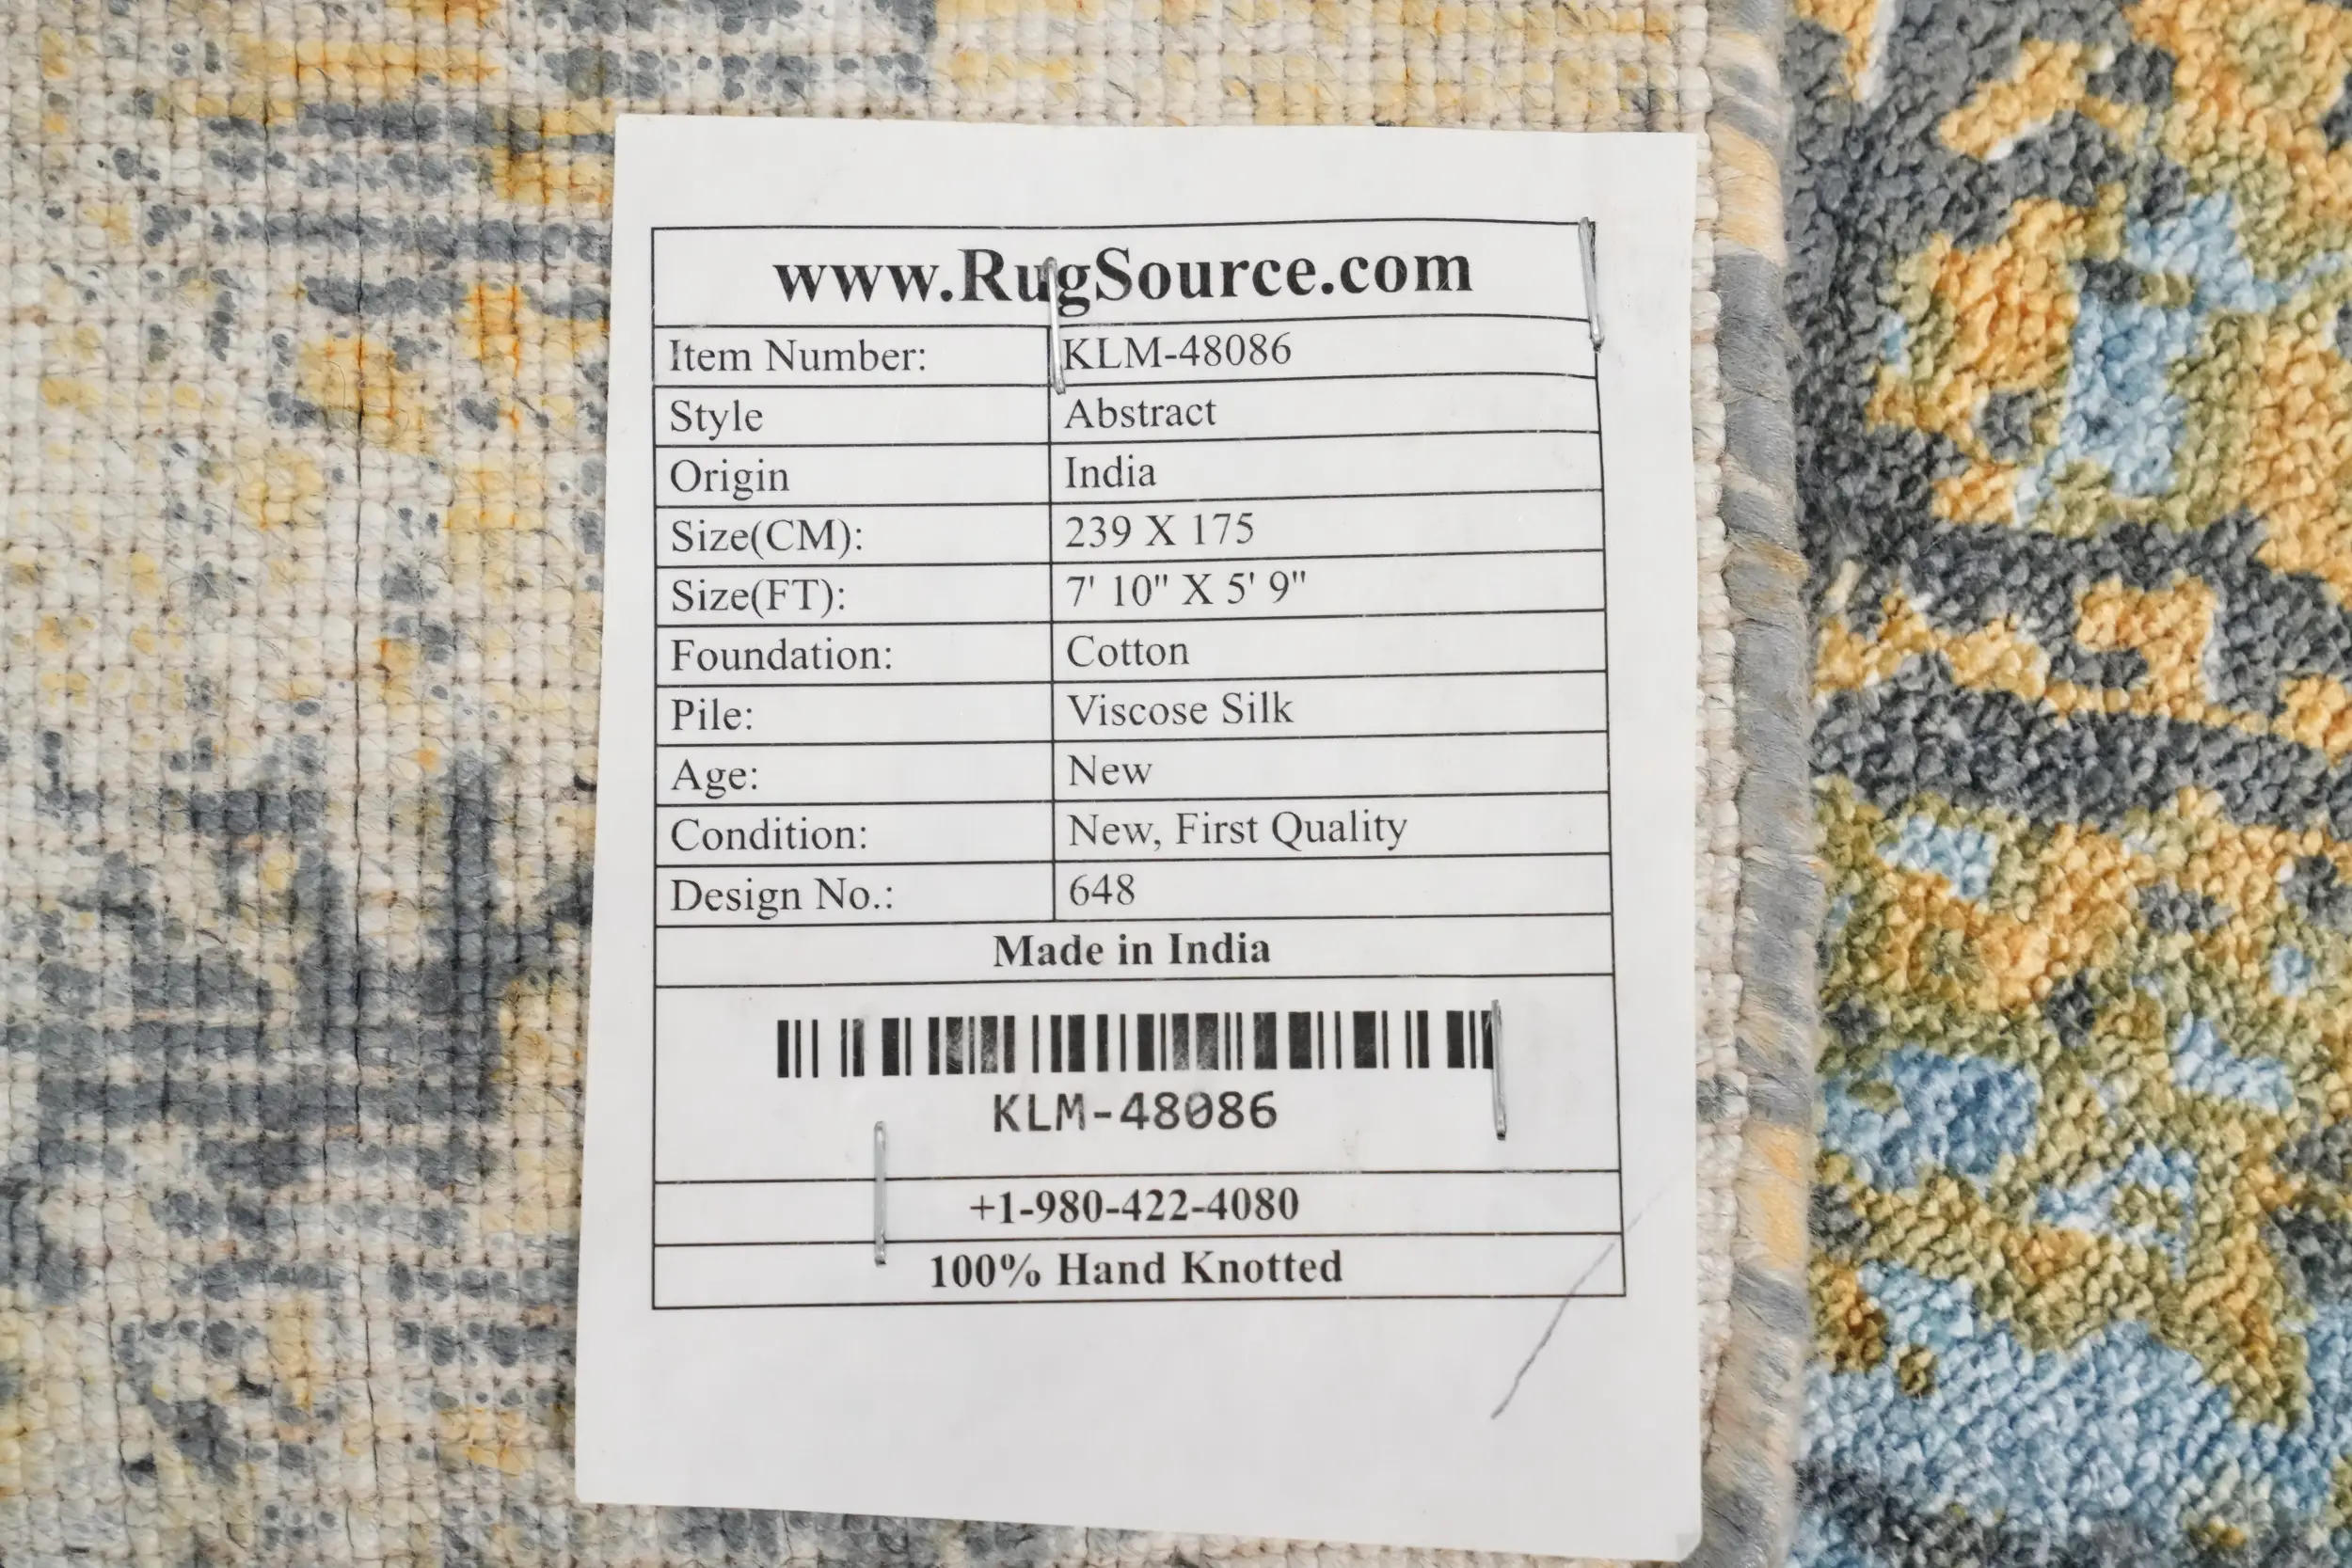 www.RugSource.com
Item Number: KLM-48086
Style Abstract
Origin India
Size(CM): 239 X 175
Size(FT): 7' 10" X 5' 9"
Foundation: Cotton
Pile: Viscose Silk
Age: New
Condition: New, First Quality
Design No.: 648
Made in India
KLM-48086
+1-980-422-4080
100% Hand Knotted